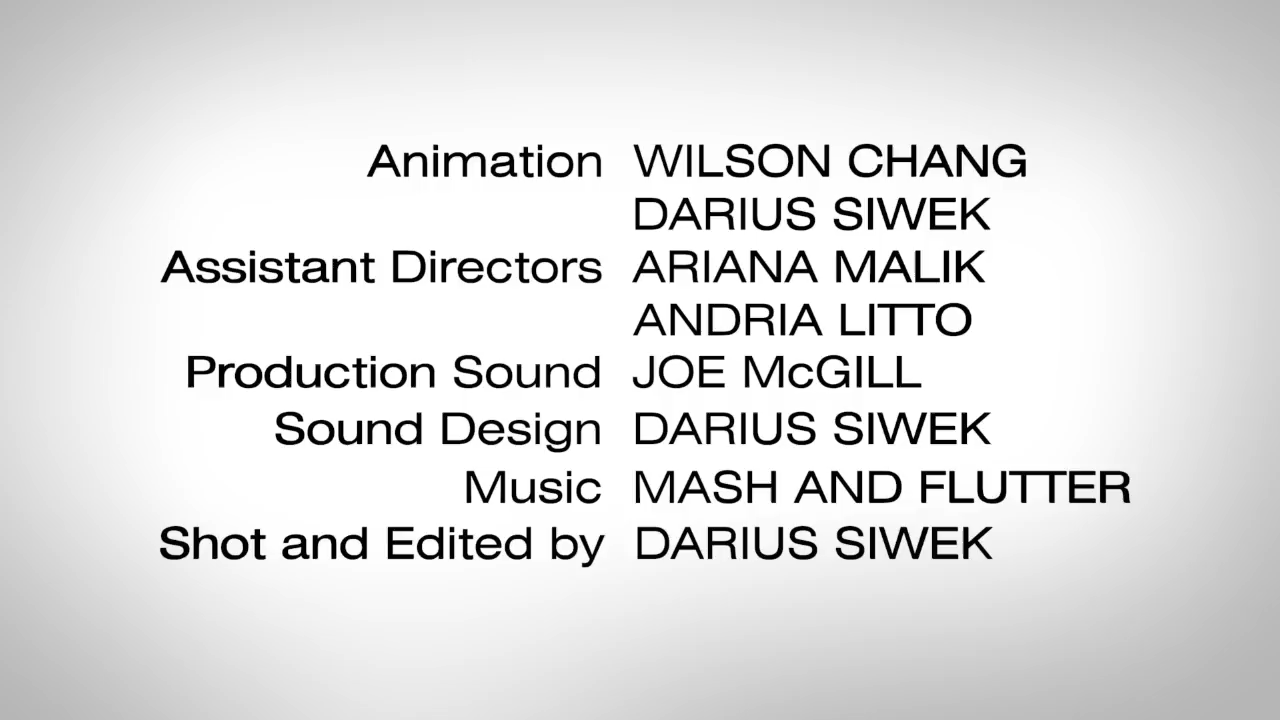 Animation WILSON CHANG
DARIUS SIWEK
Assistant Directors ARIANA MALIK
ANDRIA LITTO
Production Sound JOE McGILL
Sound Design DARIUS SIWEK
Music MASH AND FLUTTER
Shot and Edited by DARIUS SIWEK